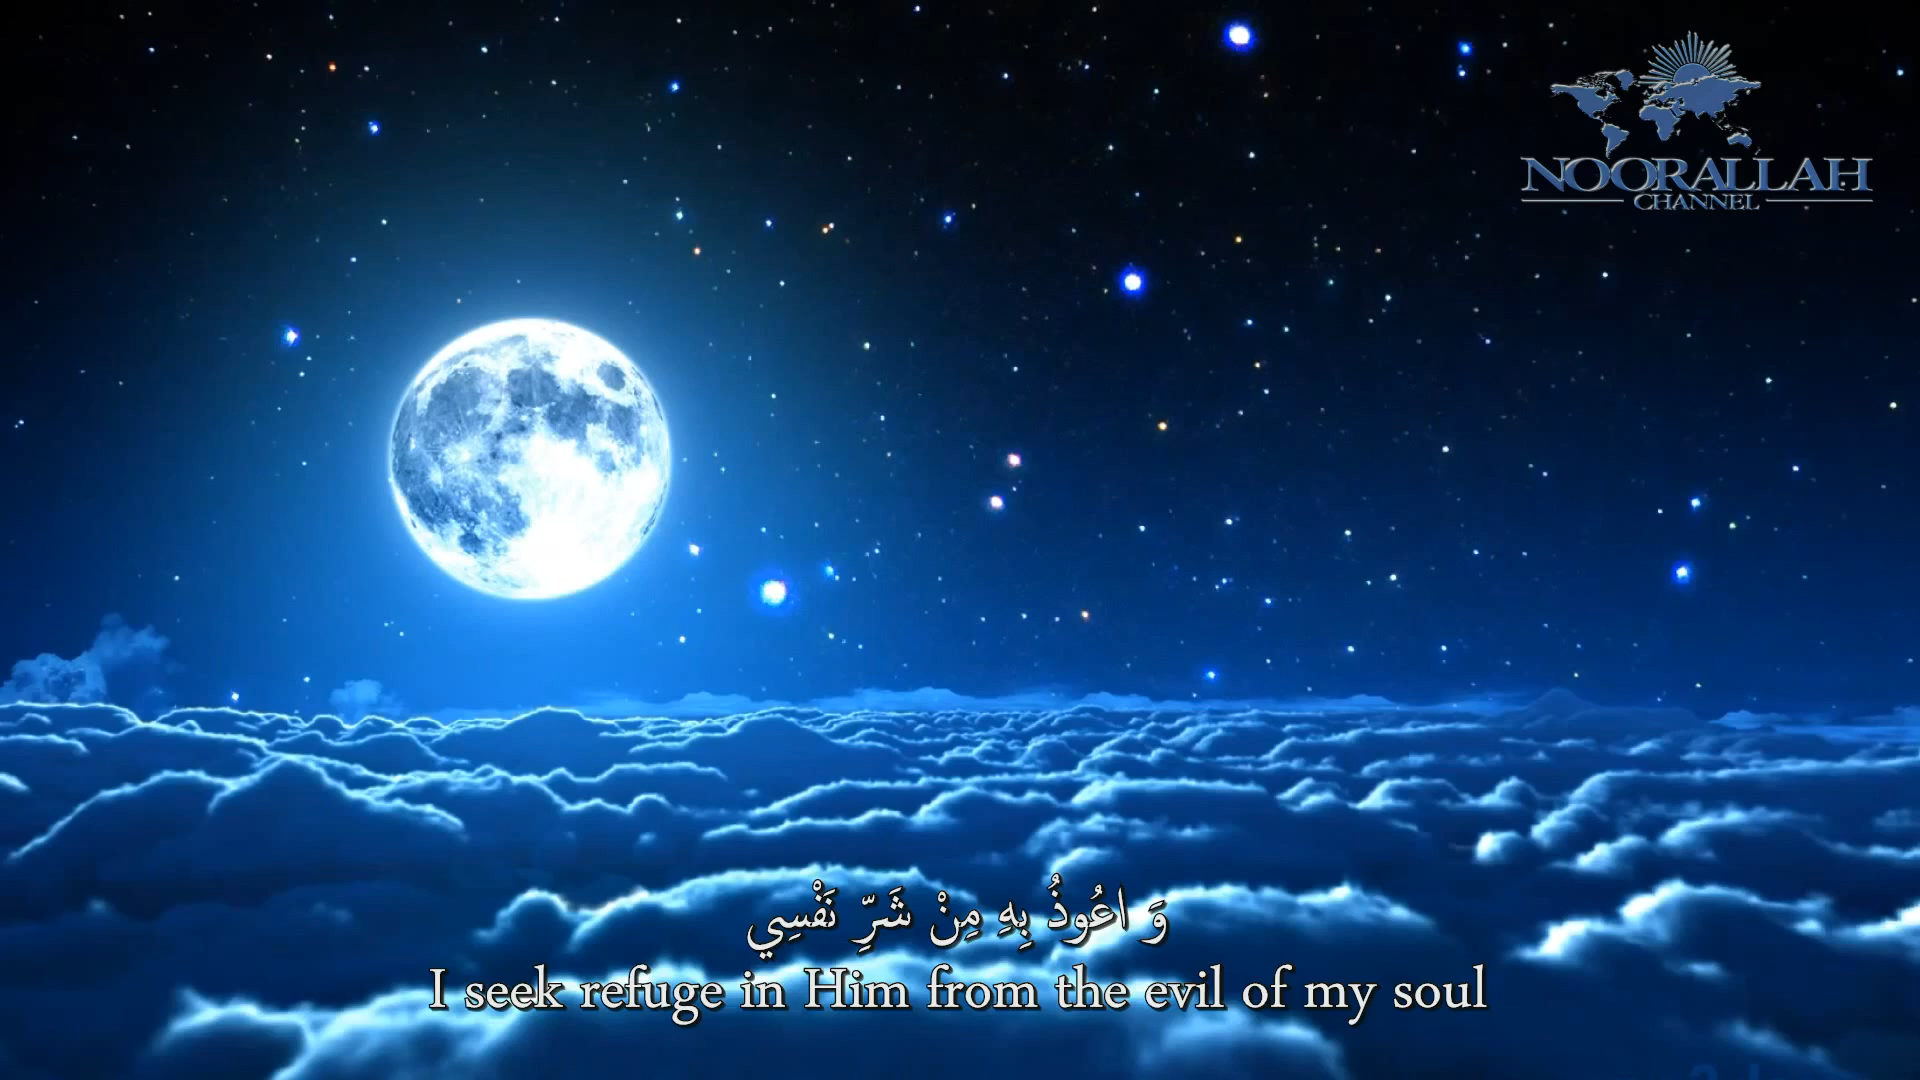 NOORALLAH
CHANNEL
وَ اعُوذُ بِهِ مِنْ شَرِّ نَفْسِي
I seek refuge in Him from the evil of my soul